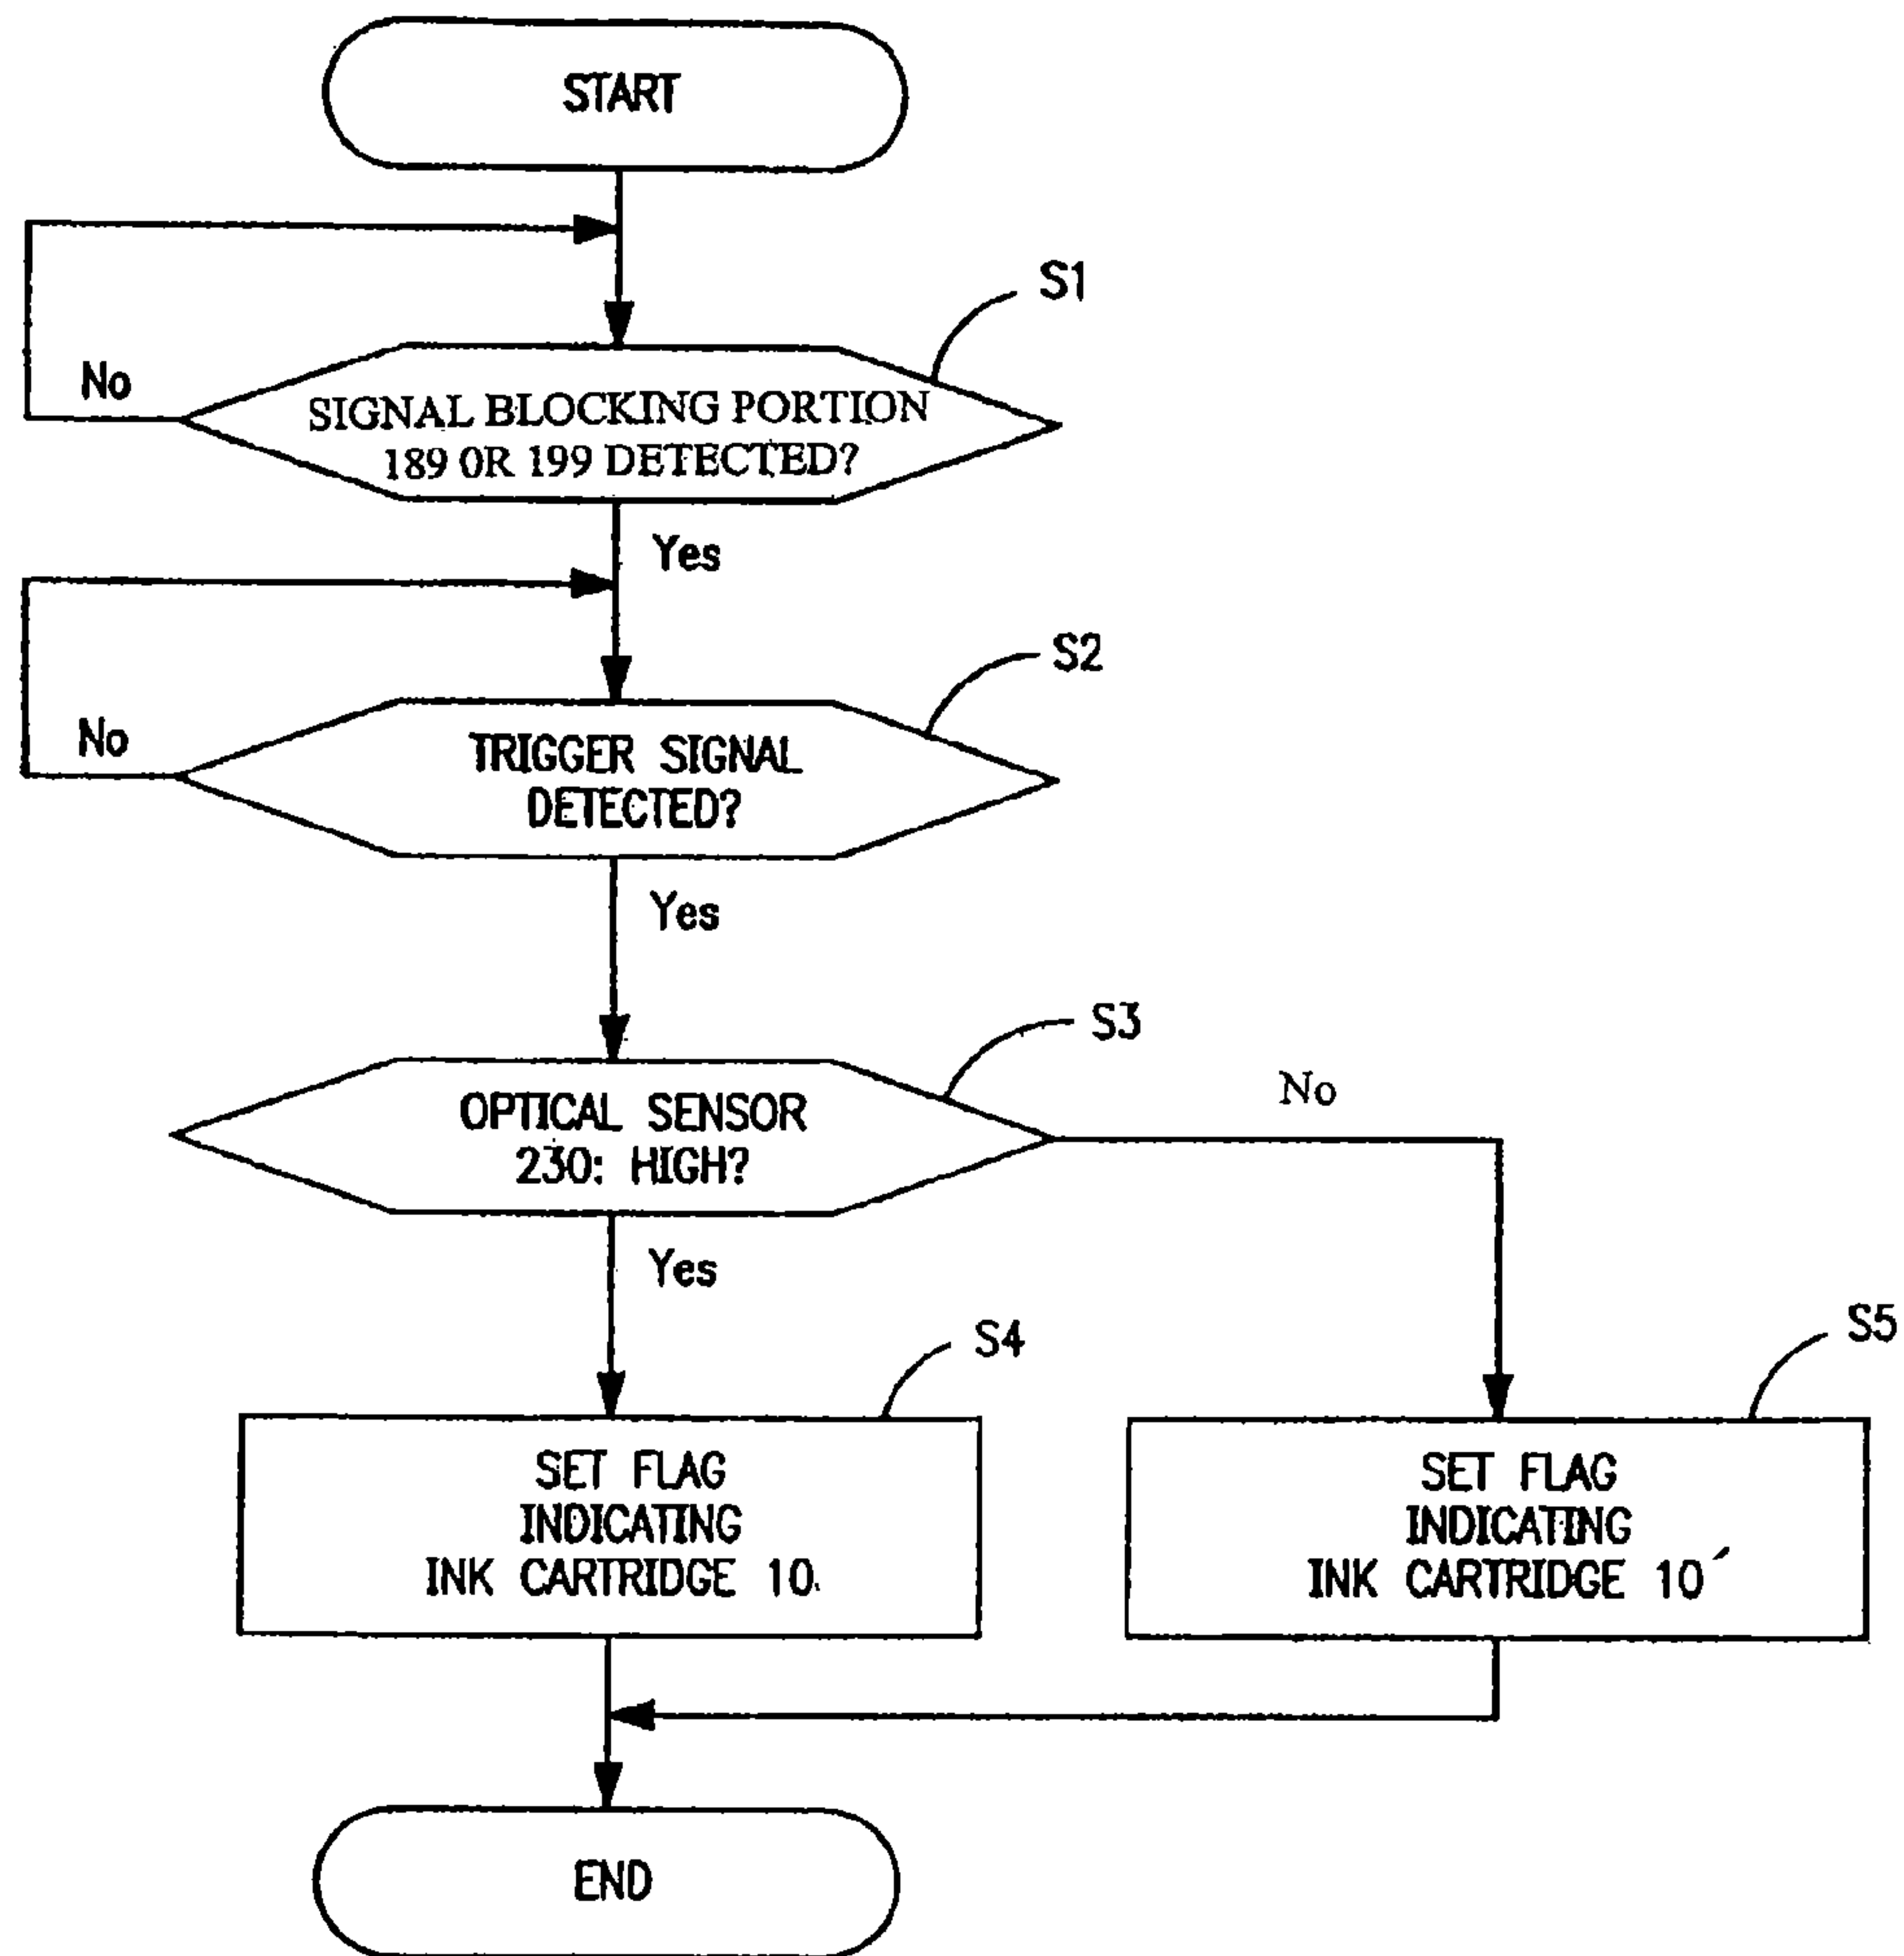 START
S1
No
SIGNAL BLOCKING PORTION
189 OR 199 DETECTED?
Yes
S2
No
TRIGGER SIGNAL
DETECTED?
Yes
S3
No
OPTICAL SENSOR
230: HIGH?
Yes
S4
S5
SET FLAG
INDICATING
INK CARTRIDGE 10
SET FLAG
INDICATING
INK CARTRIDGE 10´
END